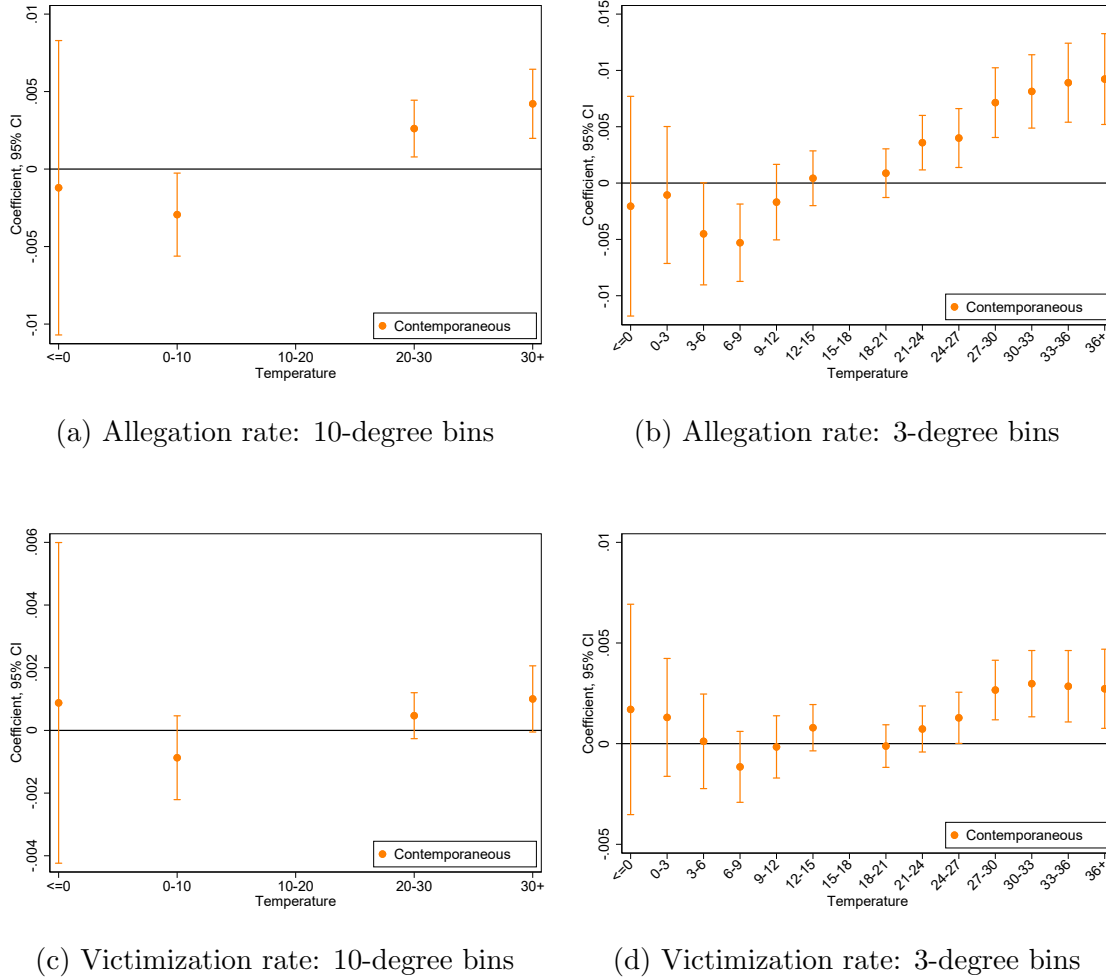 Coefficient, 95% CI
.01
.005
0
-.005
-.01
Contemporaneous
<=0 0-10 10-20 20-30 30+
Temperature
(a) Allegation rate: 10-degree bins
Coefficient, 95% CI
.015
.01
.005
0
-.005
-.01
Contemporaneous
<=0 0-3 3-6 6-9 9-12 12-15 15-18 18-21 21-24 24-27 27-30 30-33 33-36 36+
Temperature
(b) Allegation rate: 3-degree bins
Coefficient, 95% CI
.006
.004
.002
0
-.002
-.004
Contemporaneous
<=0 0-10 10-20 20-30 30+
Temperature
(c) Victimization rate: 10-degree bins
Coefficient, 95% CI
.01
.005
0
-.005
Contemporaneous
<=0 0-3 3-6 6-9 9-12 12-15 15-18 18-21 21-24 24-27 27-30 30-33 33-36 36+
Temperature
(d) Victimization rate: 3-degree bins